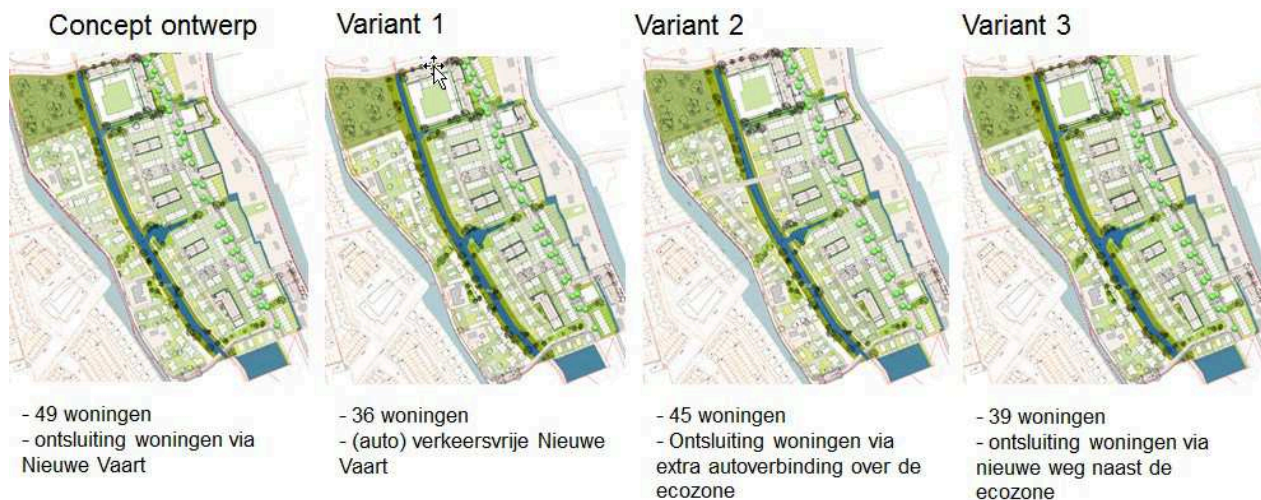 Concept ontwerp
Variant 1
Variant 2
Variant 3
- 49 woningen
- ontsluiting woningen via
Nieuwe Vaart
- 36 woningen
- (auto) verkeersvrije Nieuwe
Vaart
- 45 woningen
- Ontsluiting woningen via
extra autoverbinding over de
ecozone
- 39 woningen
- ontsluiting woningen via
nieuwe weg naast de
ecozone